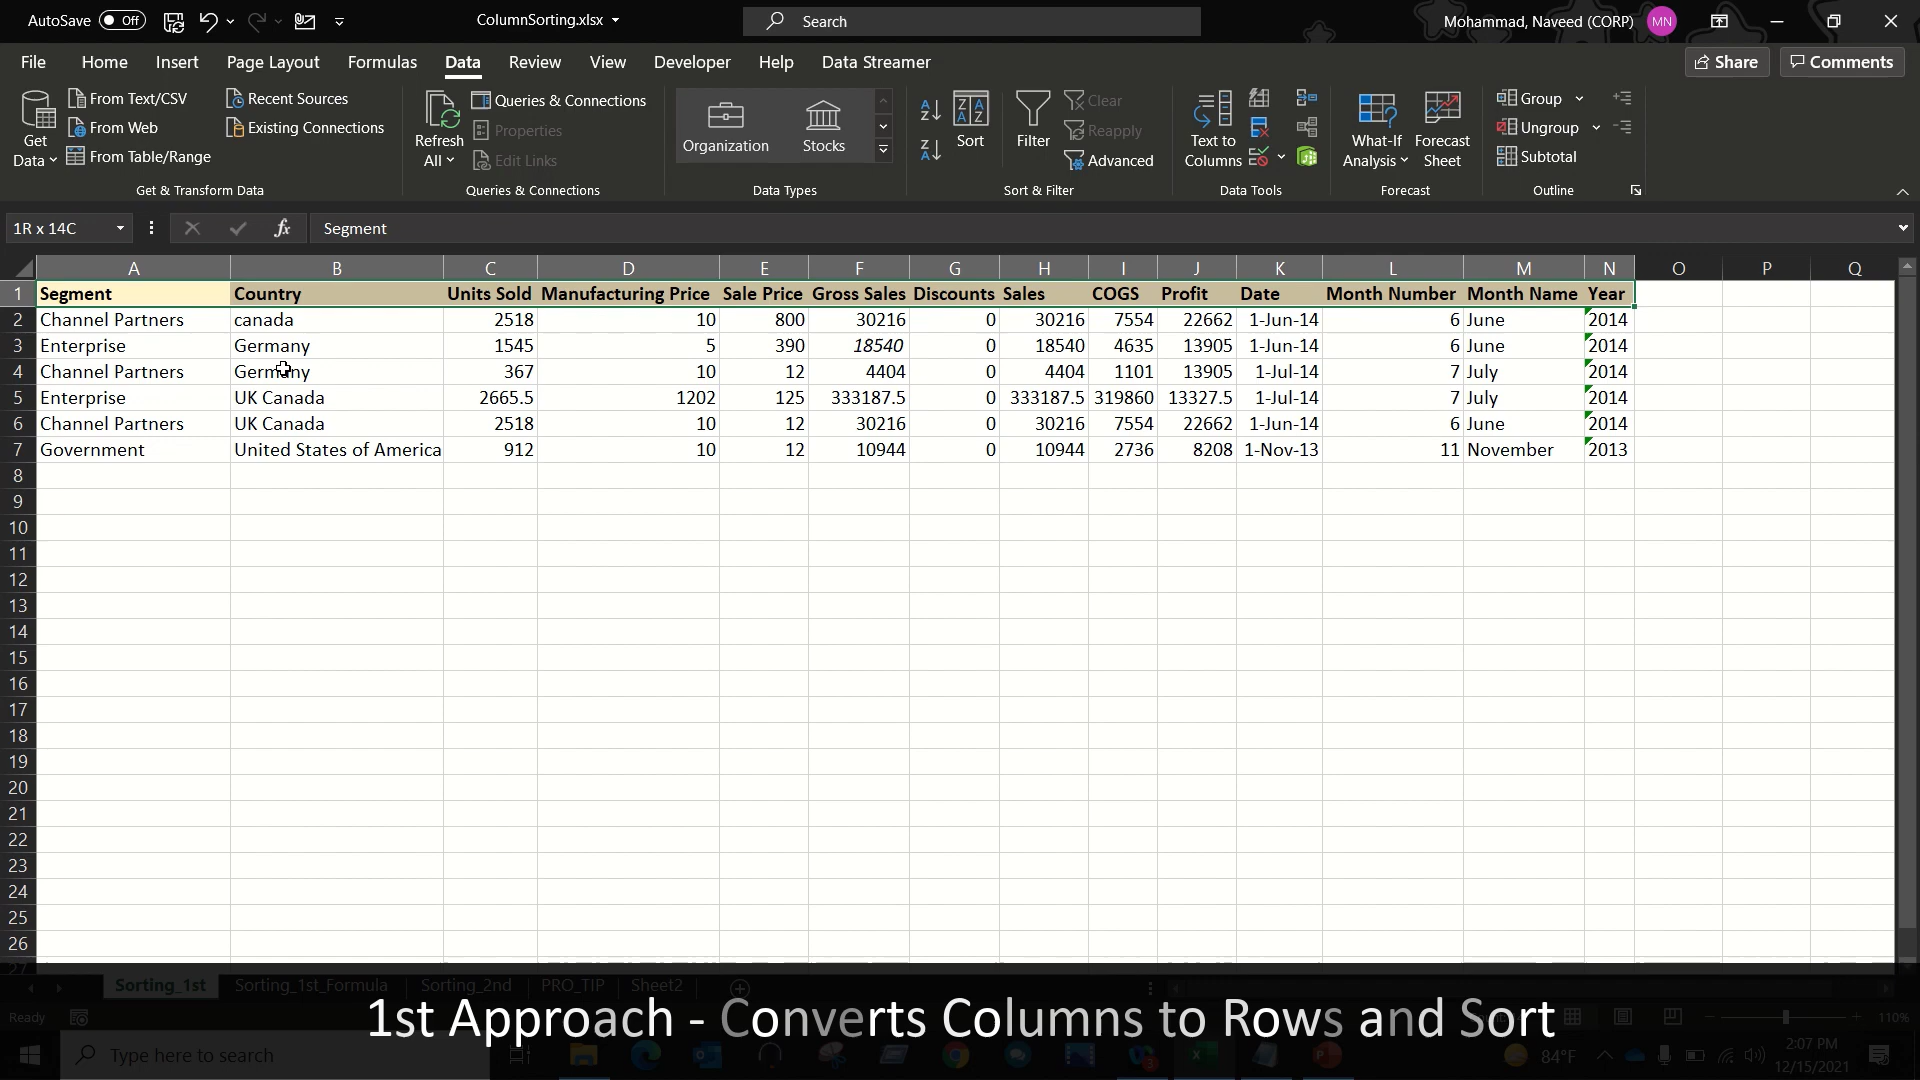 AutoSave Off ColumnSorting.xlsx Search Mohammad, Naveed (CORP) MN
File Home Insert Page Layout Formulas Data Review View Developer Help Data Streamer Share Comments
Get Data
From Text/CSV
From Web
From Table/Range
Recent Sources
Existing Connections
Get & Transform Data
Refresh All
Queries & Connections
Properties
Edit Links
Queries & Connections
Organization Stocks
Data Types
Sort
Filter
Clear
Reapply
Advanced
Sort & Filter
Text to Columns
Data Tools
What-If Analysis
Forecast Sheet
Forecast
Group
Ungroup
Subtotal
Outline
1R x 14C fx Segment
A B C D E F G H I J K L M N O P Q
1 Segment Country Units Sold Manufacturing Price Sale Price Gross Sales Discounts Sales COGS Profit Date Month Number Month Name Year
2 Channel Partners canada 2518 10 800 30216 0 30216 7554 22662 1-Jun-14 6 June 2014
3 Enterprise Germany 1545 5 390 18540 0 18540 4635 13905 1-Jun-14 6 June 2014
4 Channel Partners Germany 367 10 12 4404 0 4404 1101 13905 1-Jul-14 7 July 2014
5 Enterprise UK Canada 2665.5 1202 125 333187.5 0 333187.5 319860 13327.5 1-Jul-14 7 July 2014
6 Channel Partners UK Canada 2518 10 12 30216 0 30216 7554 22662 1-Jun-14 6 June 2014
7 Government United States of America 912 10 12 10944 0 10944 2736 8208 1-Nov-13 11 November 2013
8
9
10
11
12
13
14
15
16
17
18
19
20
21
22
23
24
25
26
27
Sorting_1st Sorting_1st_Formula Sorting_2nd PRO_TIP Sheet2
Ready 110%
1st Approach - Converts Columns to Rows and Sort
Type here to search 84°F 2:07 PM
12/15/2021